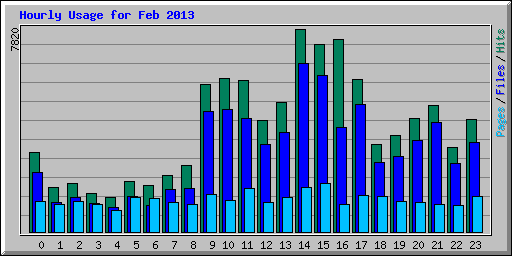 Hourly Usage for Feb 2013
7820
Pages/Files/Hits
0 1 2 3 4 5 6 7 8 9 10 11 12 13 14 15 16 17 18 19 20 21 22 23